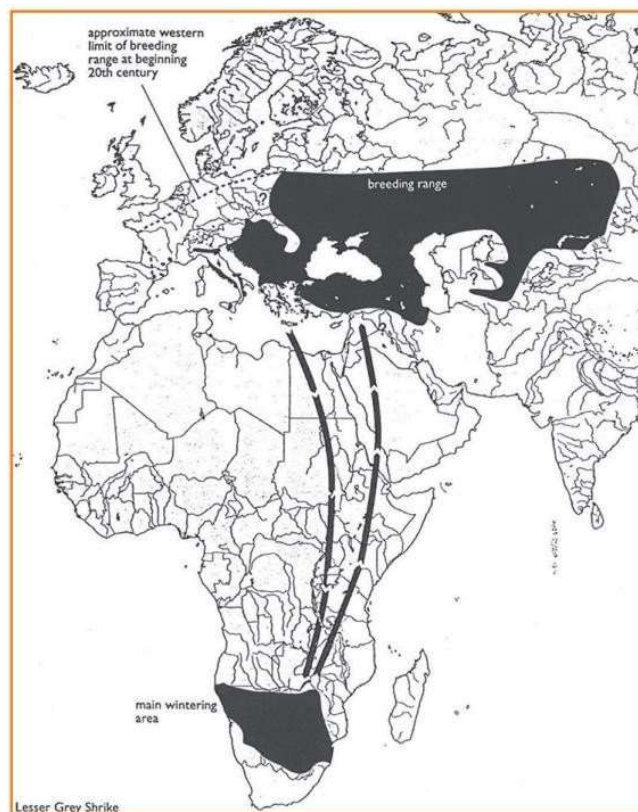 approximate western
limit of breeding
range at beginning
20th century
breeding range
main wintering
area
Lesser Grey Shrike